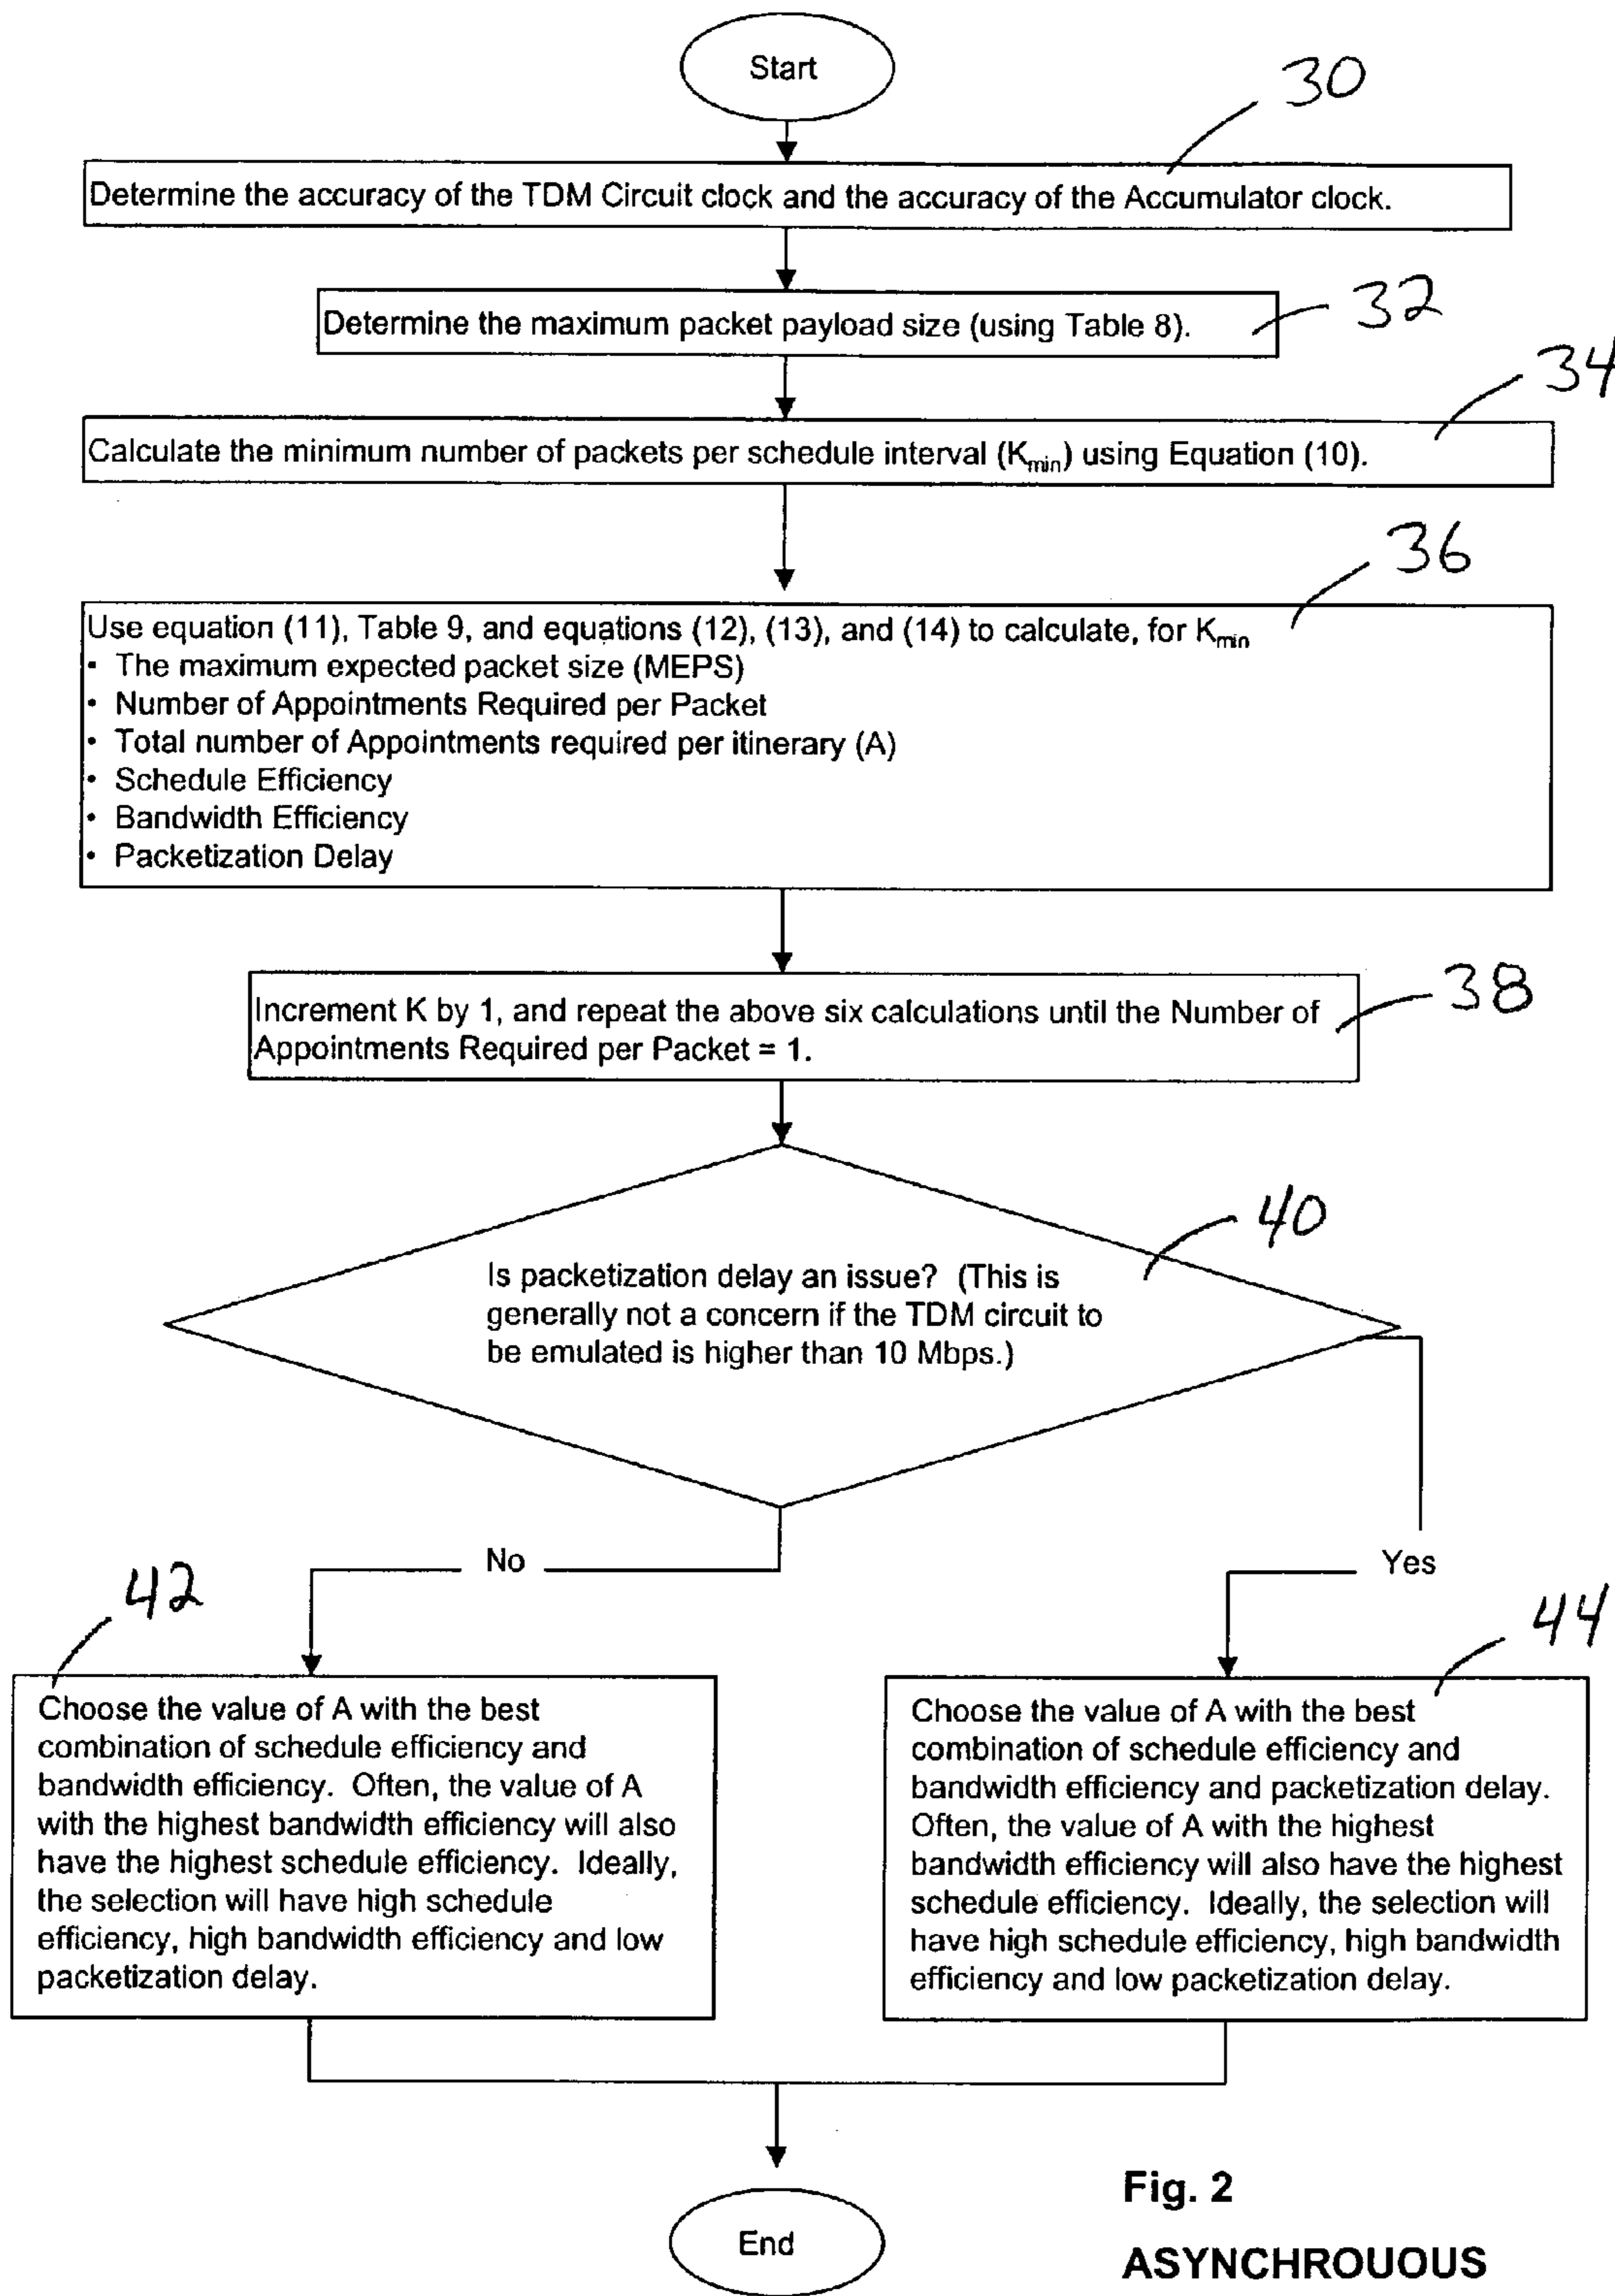 Start
30
Determine the accuracy of the TDM Circuit clock and the accuracy of the Accumulator clock.
Determine the maximum packet payload size (using Table 8).
32
34
Calculate the minimum number of packets per schedule interval (Kmin) using Equation (10).
36
Use equation (11), Table 9, and equations (12), (13), and (14) to calculate, for Kmin
• The maximum expected packet size (MEPS)
• Number of Appointments Required per Packet
• Total number of Appointments required per itinerary (A)
• Schedule Efficiency
• Bandwidth Efficiency
• Packetization Delay
38
Increment K by 1, and repeat the above six calculations until the Number of
Appointments Required per Packet = 1.
40
Is packetization delay an issue? (This is
generally not a concern if the TDM circuit to
be emulated is higher than 10 Mbps.)
No
Yes
42
Choose the value of A with the best
combination of schedule efficiency and
bandwidth efficiency. Often, the value of A
with the highest bandwidth efficiency will also
have the highest schedule efficiency. Ideally,
the selection will have high schedule
efficiency, high bandwidth efficiency and low
packetization delay.
44
Choose the value of A with the best
combination of schedule efficiency and
bandwidth efficiency and packetization delay.
Often, the value of A with the highest
bandwidth efficiency will also have the highest
schedule efficiency. Ideally, the selection will
have high schedule efficiency, high bandwidth
efficiency and low packetization delay.
End
Fig. 2
ASYNCHROUOUS